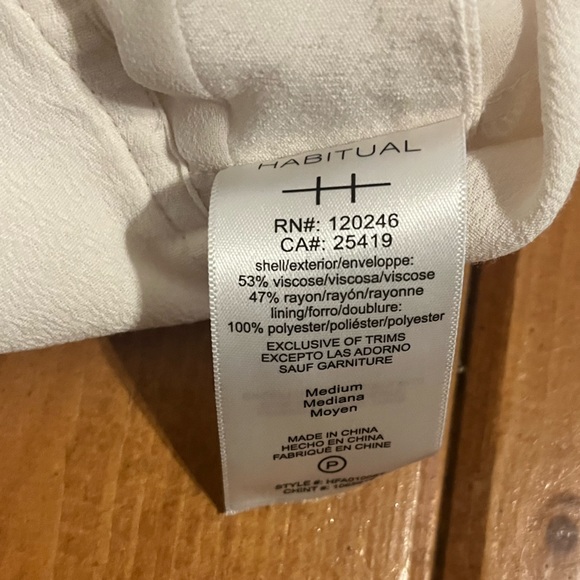 HABITUAL
RN#: 120246
CA#: 25419
shell/exterior/enveloppe:
53% viscose/viscosa/viscose
47% rayon/rayón/rayonne
lining/forro/doublure:
100% polyester/poliéster/polyester
EXCLUSIVE OF TRIMS
EXCEPTO LAS ADORNO
SAUF GARNITURE
Medium
Mediana
Moyen
MADE IN CHINA
HECHO EN CHINA
FABRIQUÉ EN CHINE
P
STYLE #:
CHINT #: